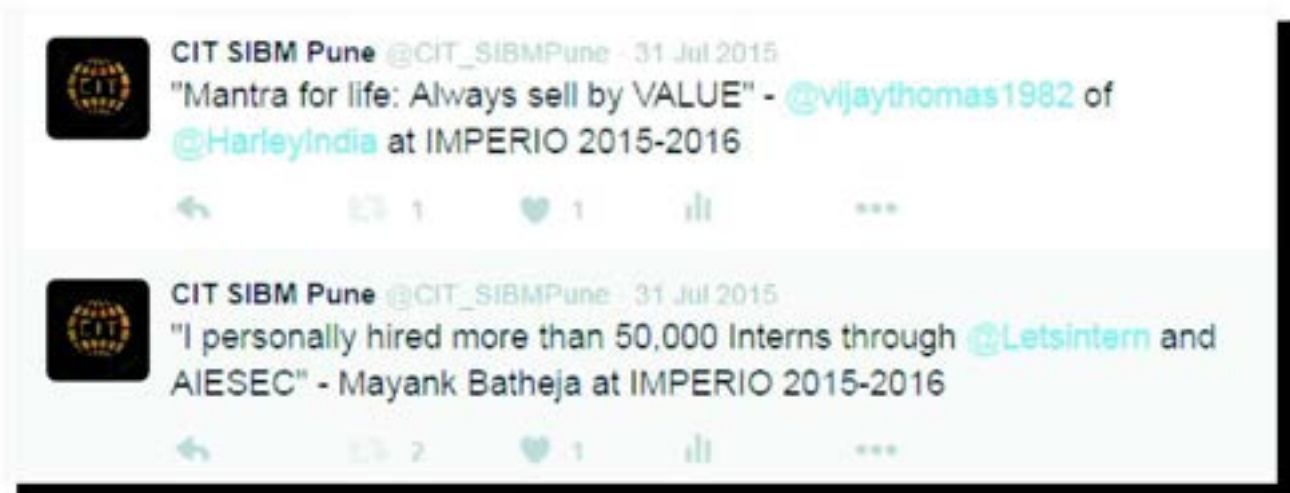 CIT SIBM Pune @CIT_SIBMPune · 31 Jul 2015
"Mantra for life: Always sell by VALUE" - @vijaythomas1982 of
@HarleyIndia at IMPERIO 2015-2016
1 1
CIT SIBM Pune @CIT_SIBMPune · 31 Jul 2015
"I personally hired more than 50,000 Interns through @Letsintern and
AIESEC" - Mayank Batheja at IMPERIO 2015-2016
2 1
CIT
CIT